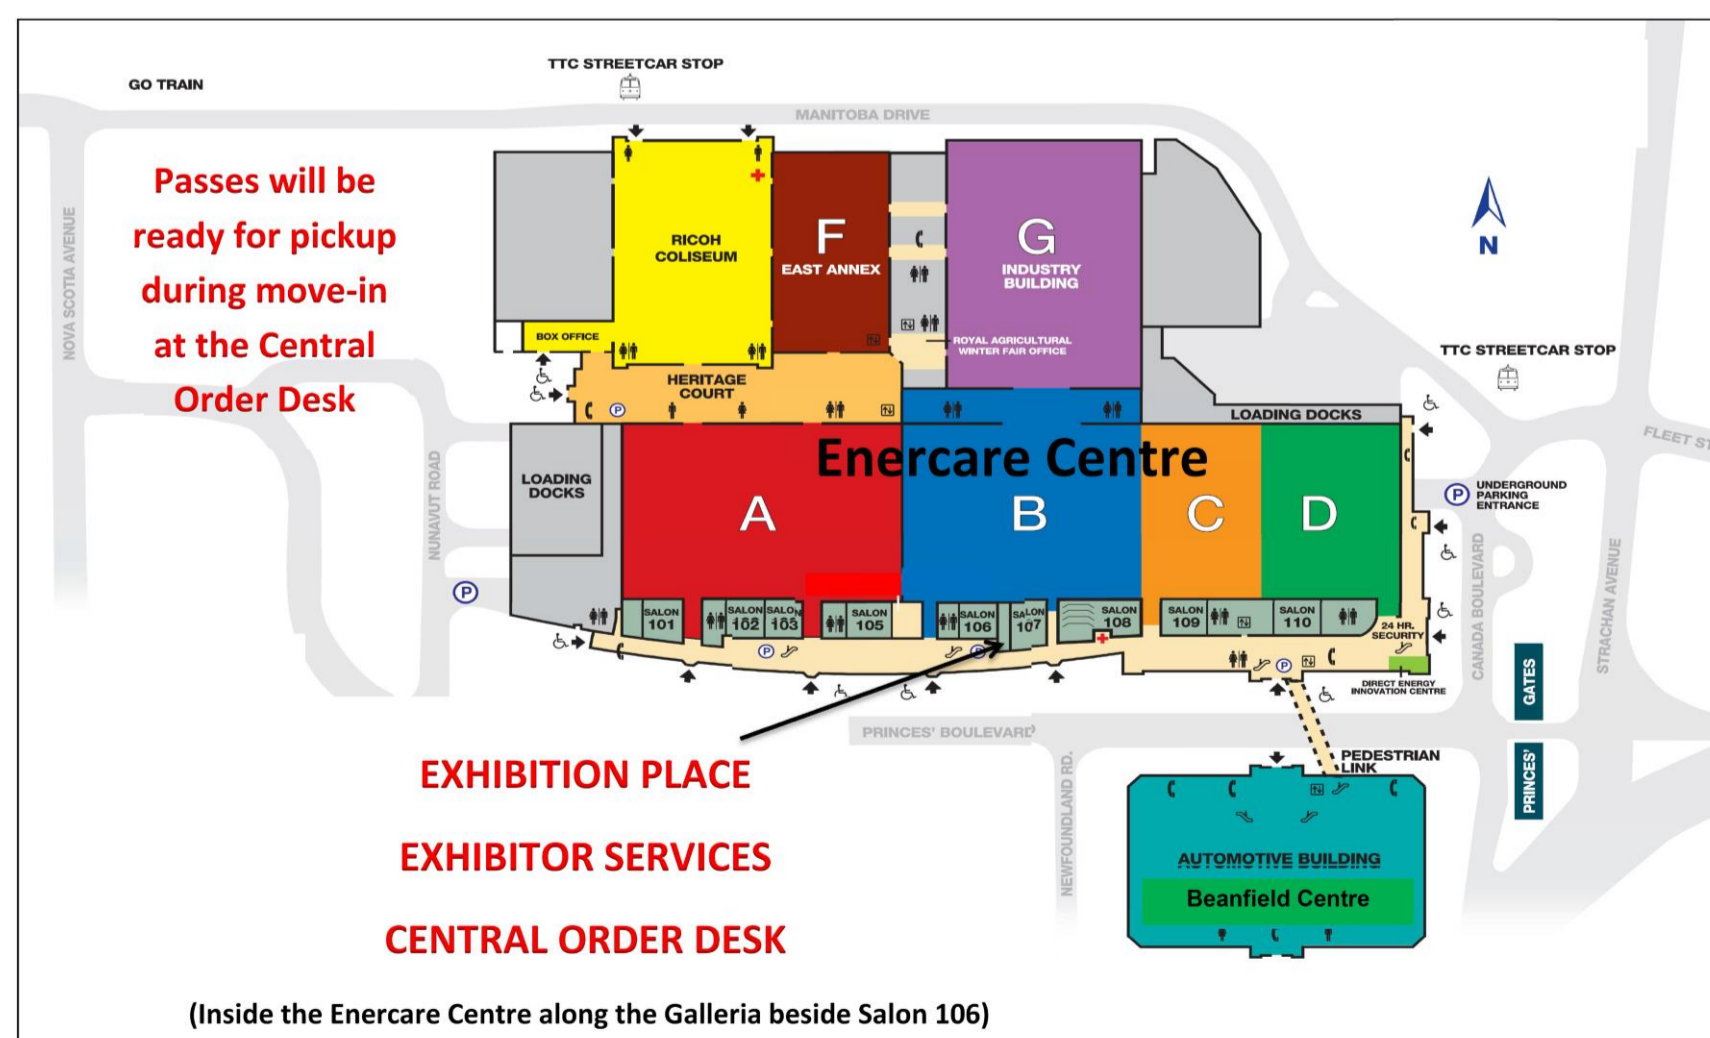 TTC STREETCAR STOP
GO TRAIN
MANITOBA DRIVE
Passes will be
ready for pickup
during move-in
at the Central
Order Desk
NOVA SCOTIA AVENUE
RICOH
COLISEUM
F
EAST ANNEX
G
INDUSTRY
BUILDING
N
BOX OFFICE
ROYAL AGRICULTURAL
WINTER FAIR OFFICE
TTC STREETCAR STOP
HERITAGE
COURT
P
LOADING DOCKS
FLEET ST
Enercare Centre
LOADING
DOCKS
NUNAVUT ROAD
A
B
C
D
P
UNDERGROUND
PARKING
ENTRANCE
P
CANADA BOULEVARD
STRACHAN AVENUE
SALON
101
SALON
102
SALON
103
SALON
105
SALON
106
SALON
107
SALON
108
SALON
109
SALON
110
24 HR.
SECURITY
P
P
P
DIRECT ENERGY
INNOVATION CENTRE
GATES
PRINCES'
PRINCES' BOULEVARD
NEWFOUNDLAND RD.
PEDESTRIAN
LINK
EXHIBITION PLACE
EXHIBITOR SERVICES
CENTRAL ORDER DESK
AUTOMOTIVE BUILDING
Beanfield Centre
(Inside the Enercare Centre along the Galleria beside Salon 106)